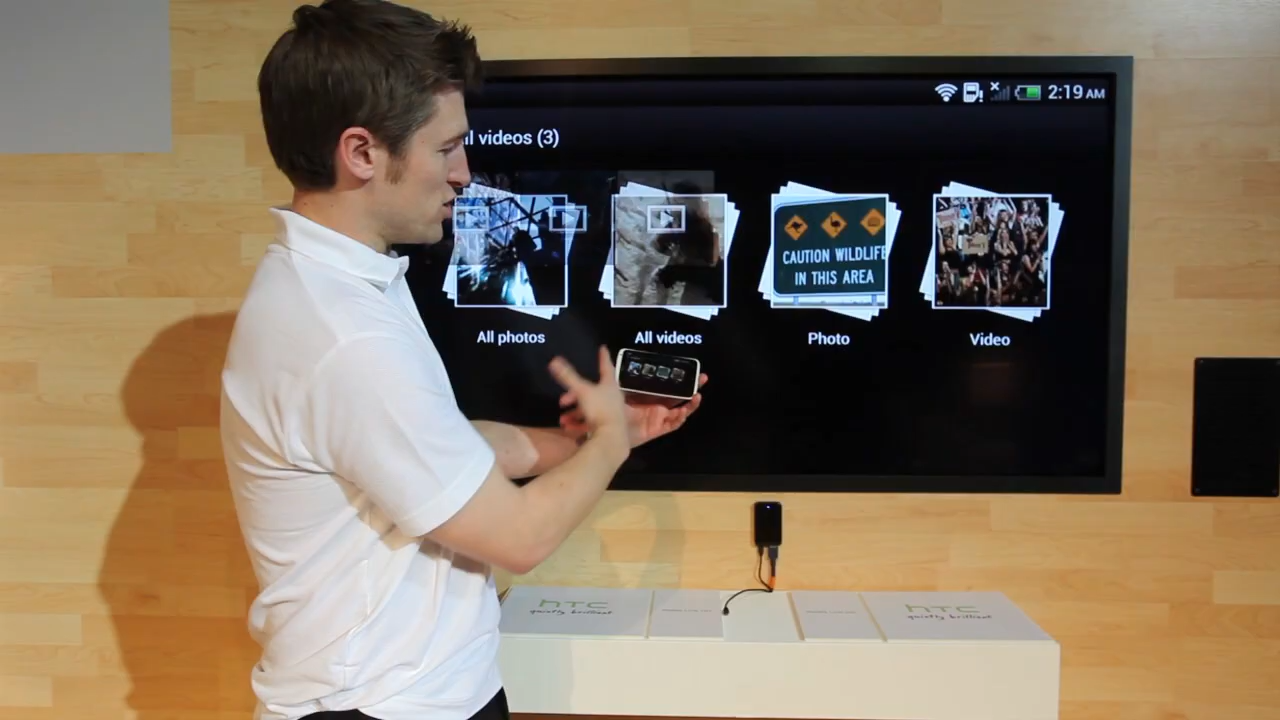 2:19 AM
ll videos (3)
CAUTION WILDLIFE
IN THIS AREA
All photos
All videos
Photo
Video
hTC
quietly brilliant
hTC
quietly brilliant